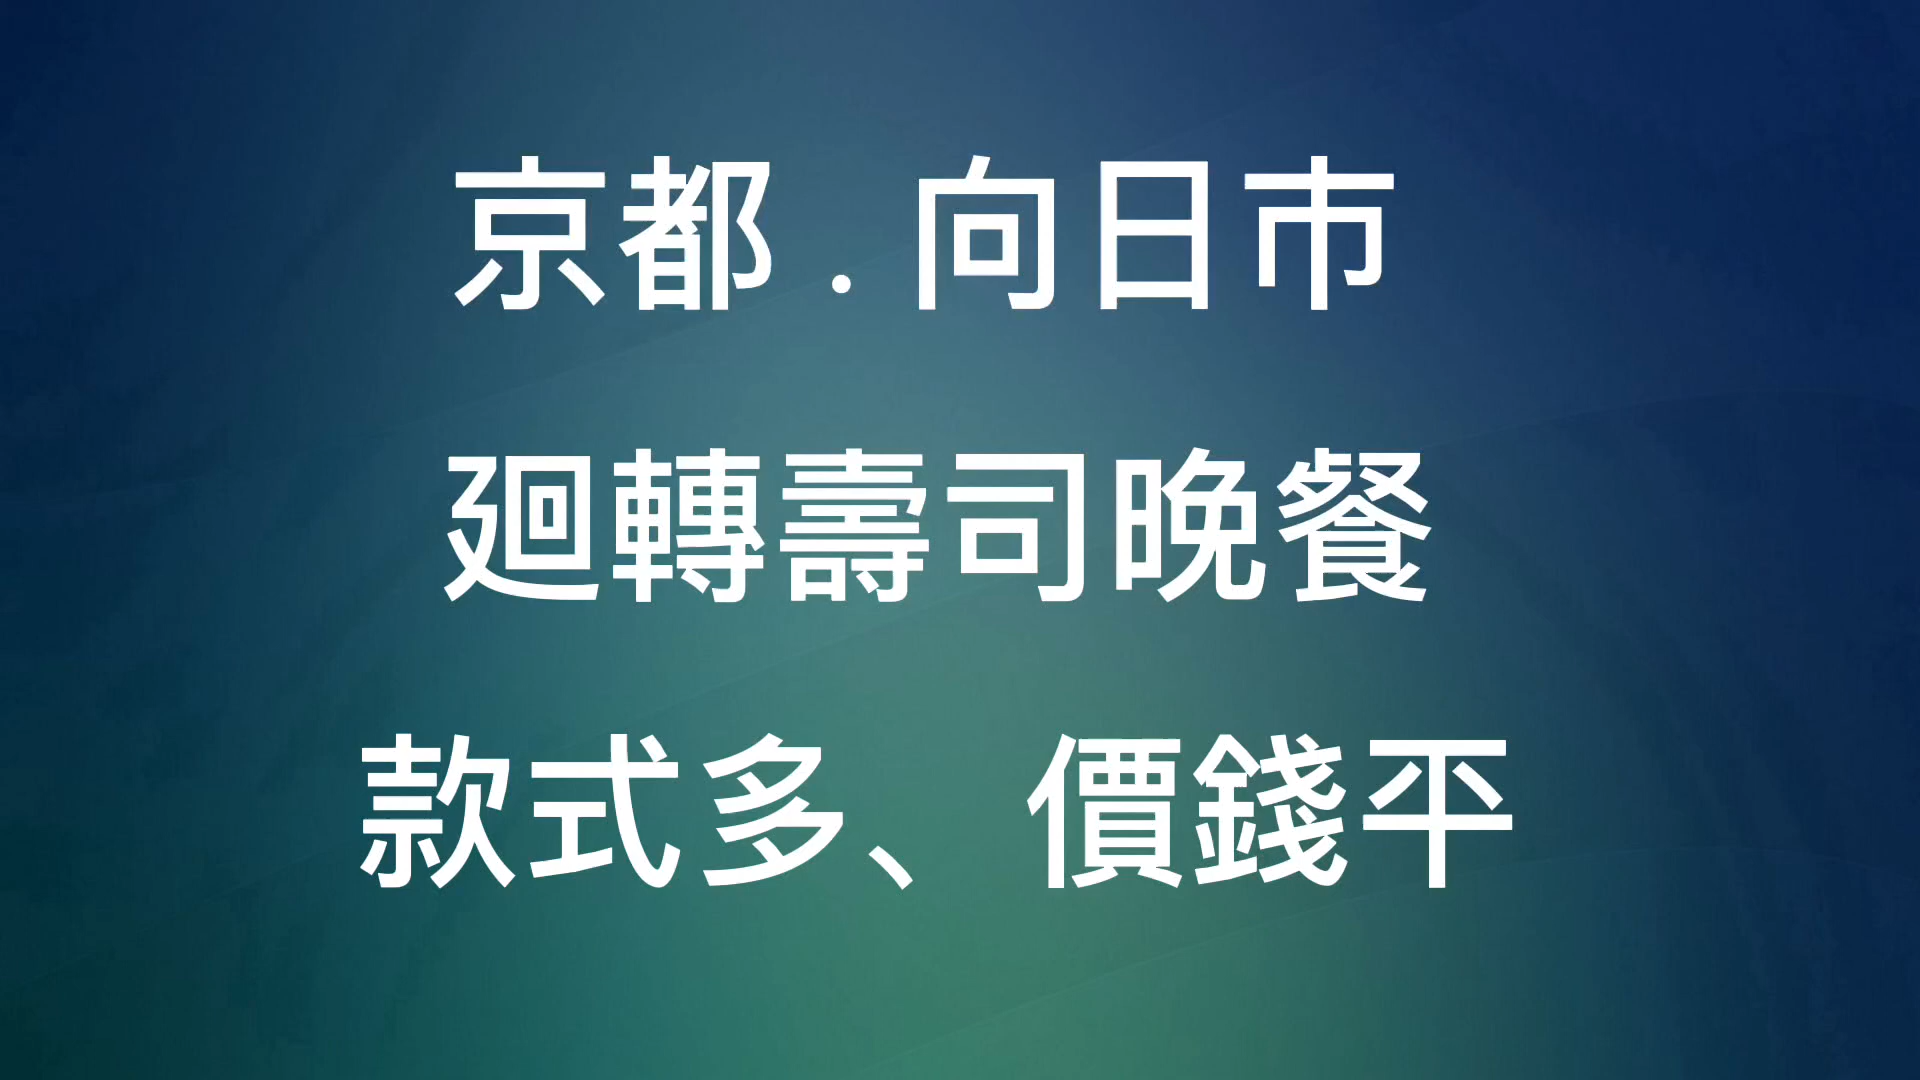 京都 . 向日市
廻轉壽司晚餐
款式多、價錢平